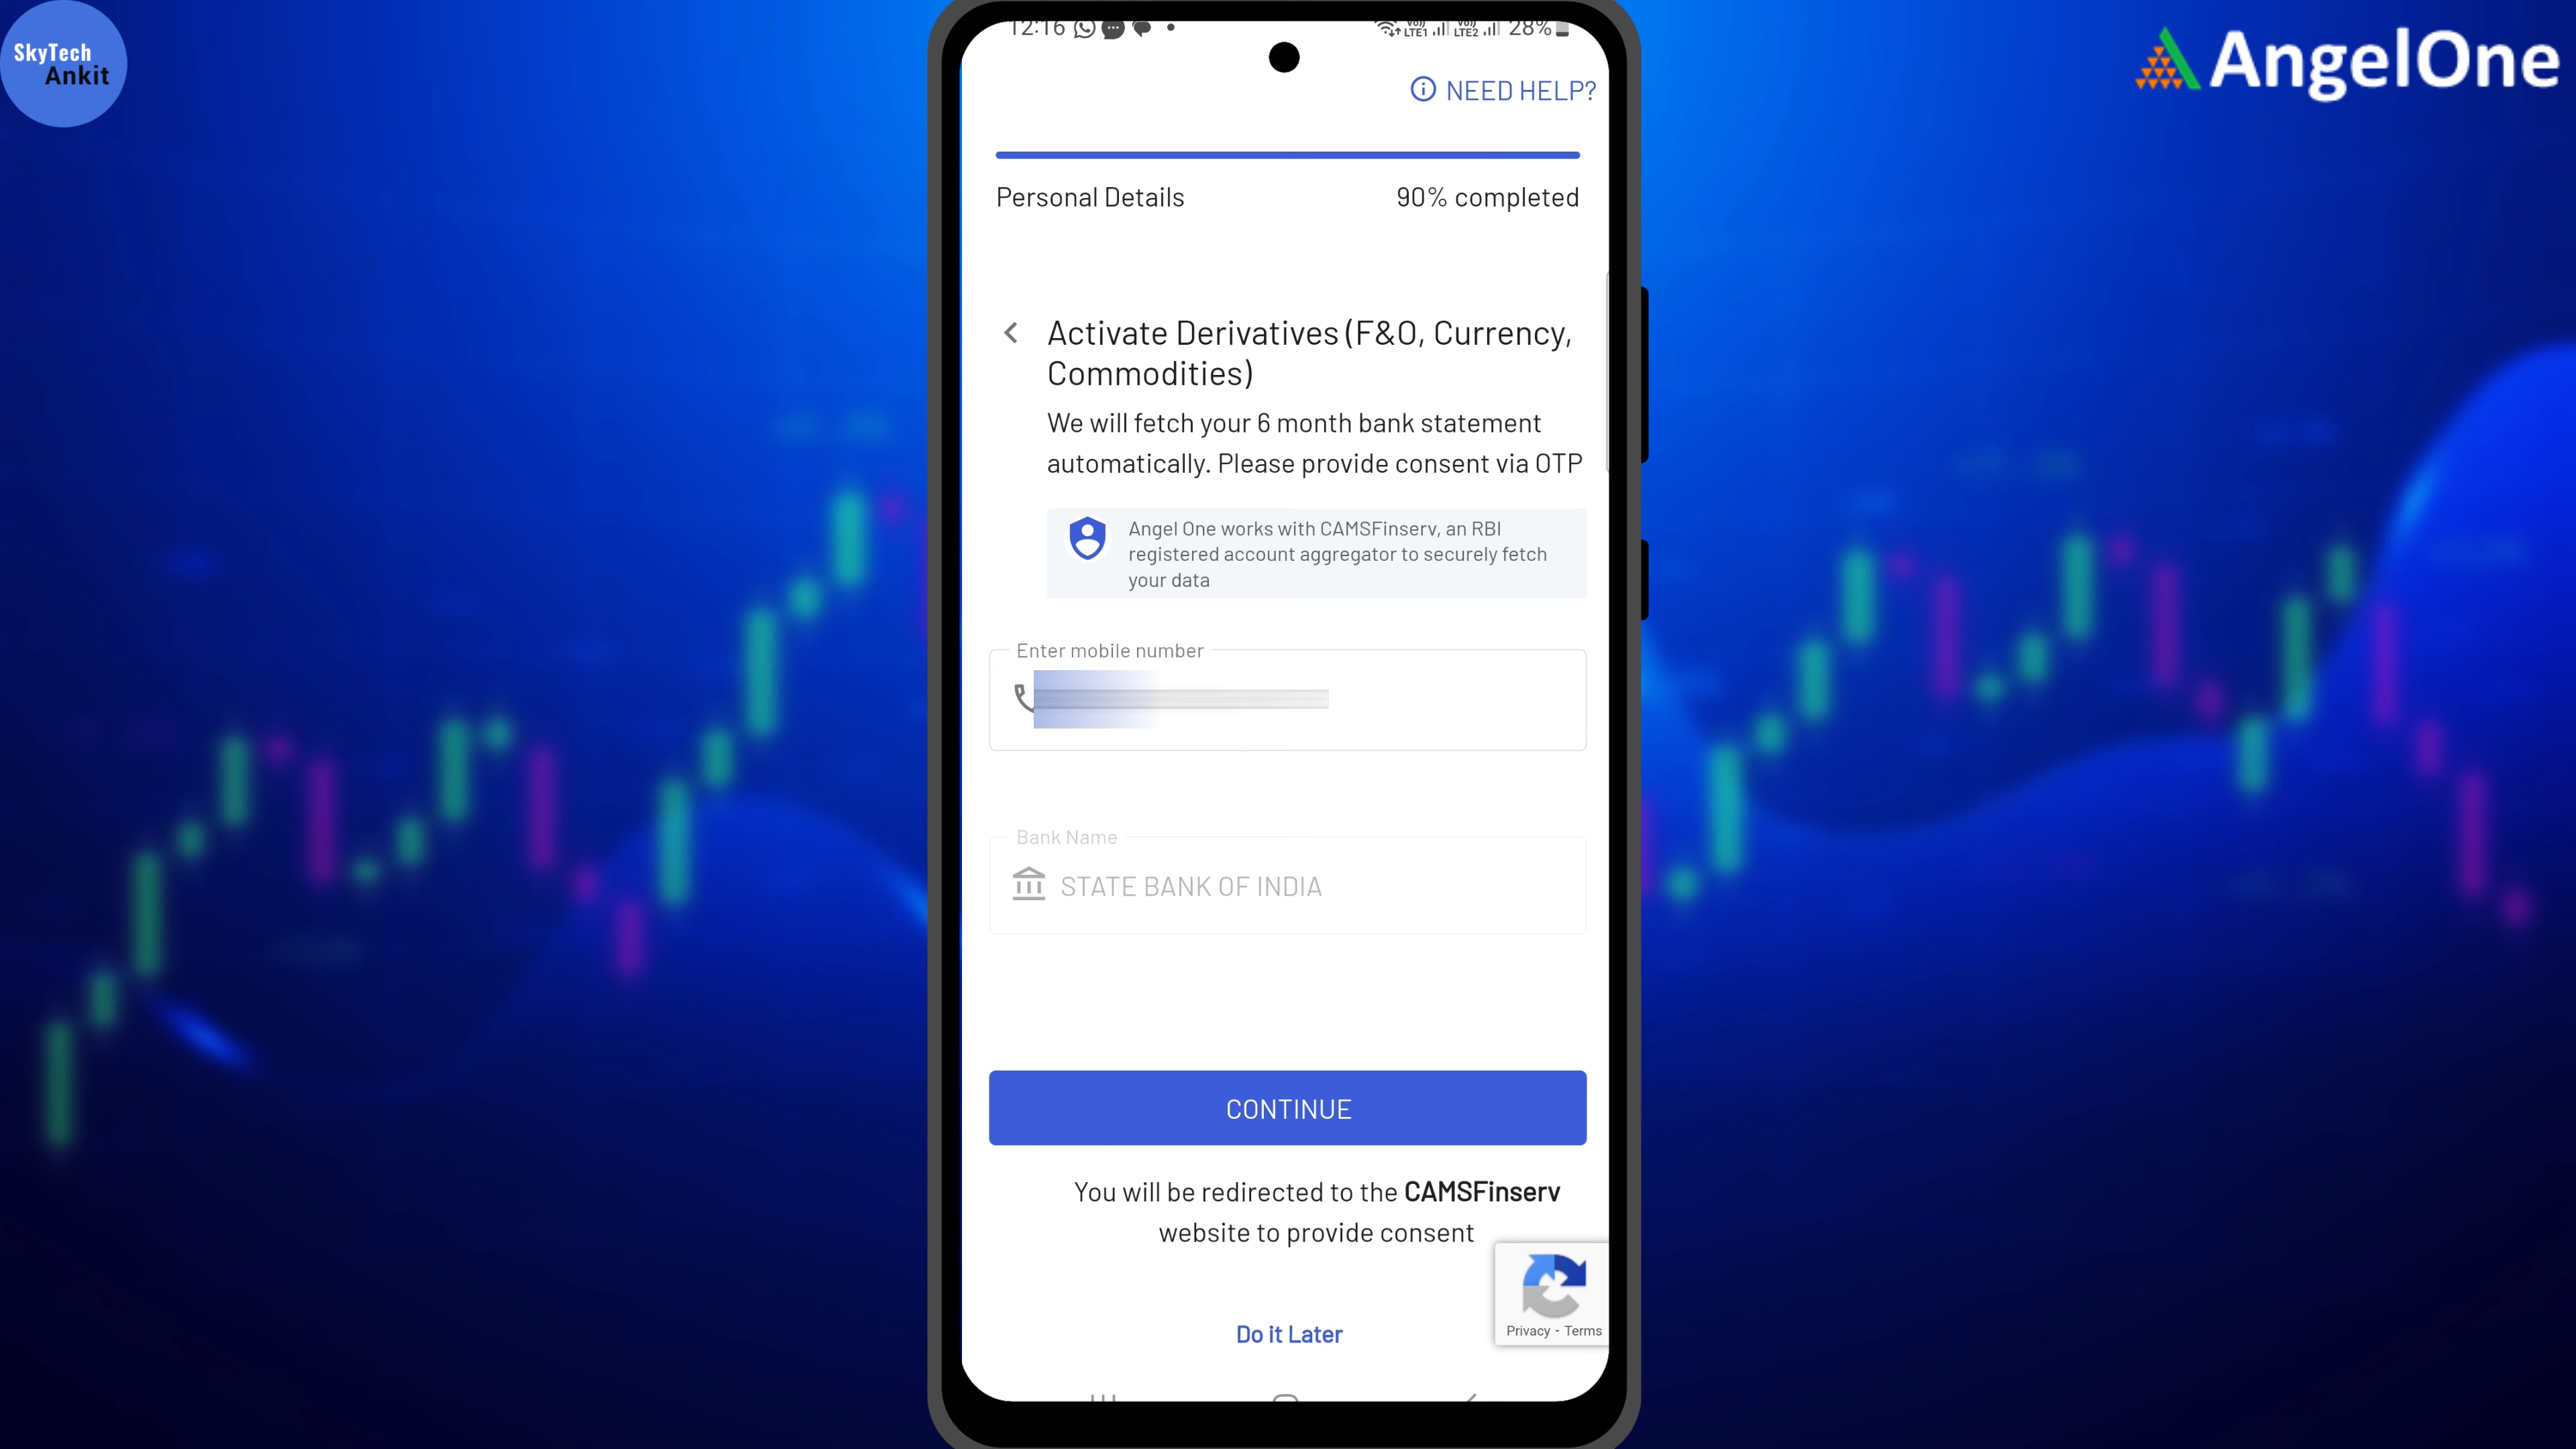 SkyTech
Ankit
AngelOne
12:16
LTE1 LTE2 28%
NEED HELP?
Personal Details 90% completed
Activate Derivatives (F&O, Currency,
Commodities)
We will fetch your 6 month bank statement
automatically. Please provide consent via OTP
Angel One works with CAMSFinserv, an RBI
registered account aggregator to securely fetch
your data
Enter mobile number
Bank Name
STATE BANK OF INDIA
CONTINUE
You will be redirected to the CAMSFinserv
website to provide consent
Privacy - Terms
Do it Later